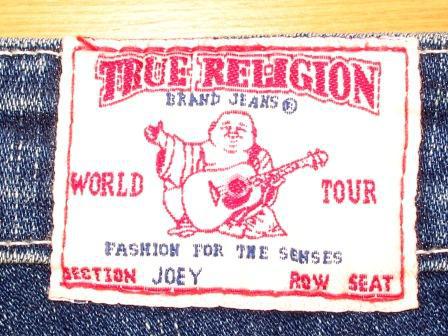 TRUE RELIGION
BRAND JEANS®
WORLD TOUR
FASHION FOR THE SENSES
SECTION JOEY ROW SEAT